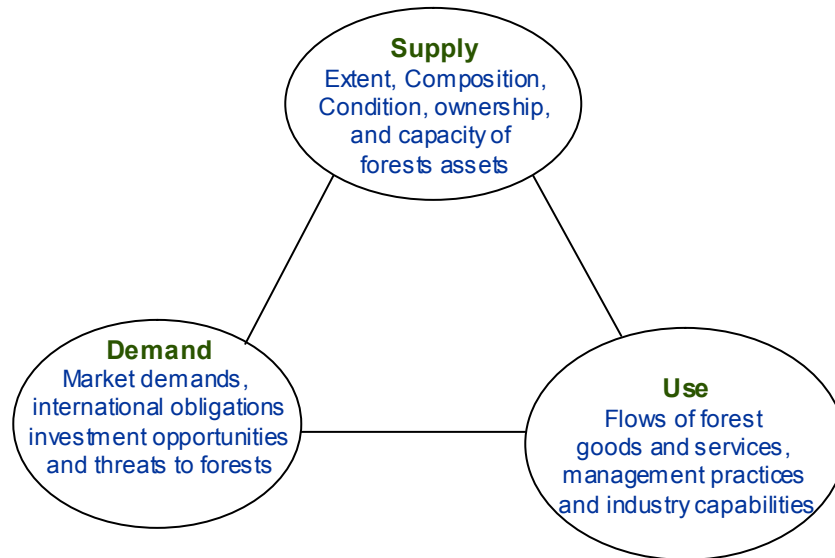 Supply
Extent, Composition,
Condition, ownership,
and capacity of
forests assets
Demand
Market demands,
international obligations
investment opportunities
and threats to forests
Use
Flows of forest
goods and services,
management practices
and industry capabilities